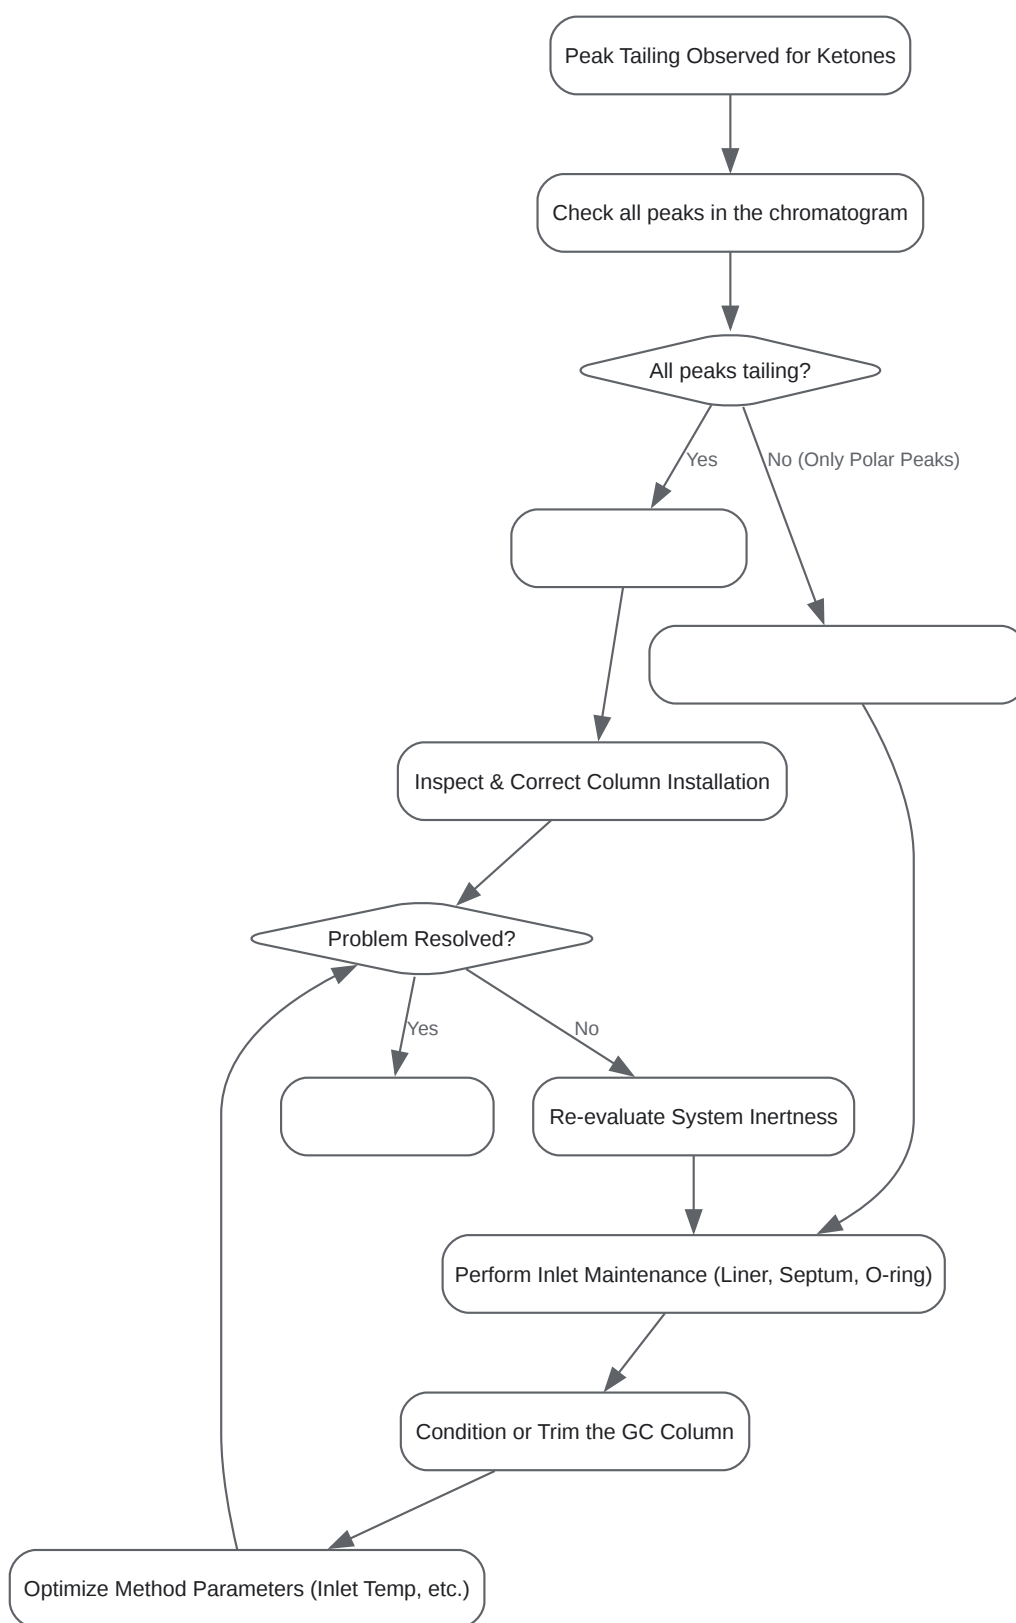 Peak Tailing Observed for Ketones
Check all peaks in the chromatogram
All peaks tailing?
Yes
No (Only Polar Peaks)
Inspect & Correct Column Installation
Problem Resolved?
Yes
No
Re-evaluate System Inertness
Perform Inlet Maintenance (Liner, Septum, O-ring)
Condition or Trim the GC Column
Optimize Method Parameters (Inlet Temp, etc.)